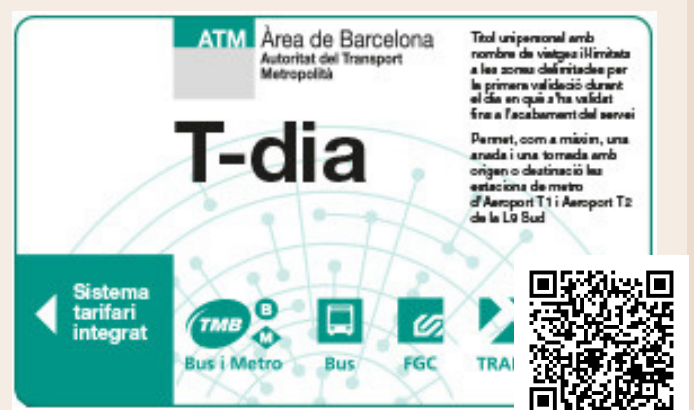 ATM Àrea de Barcelona
Autoritat del Transport
Metropolità
T-dia
Títol unipersonal amb
nombre de viatges il·limitats
a les zones delimitades per
la primera validació durant
el dia en què s'ha validat
fins a l'acabament del servei
Permet, com a màxim, una
anada i una tornada amb
origen o destinació les
estacions de metro
d'Aeroport T1 i Aeroport T2
de la L9 Sud
Sistema
tarifari
integrat
TMB B
M
Bus i Metro Bus FGC